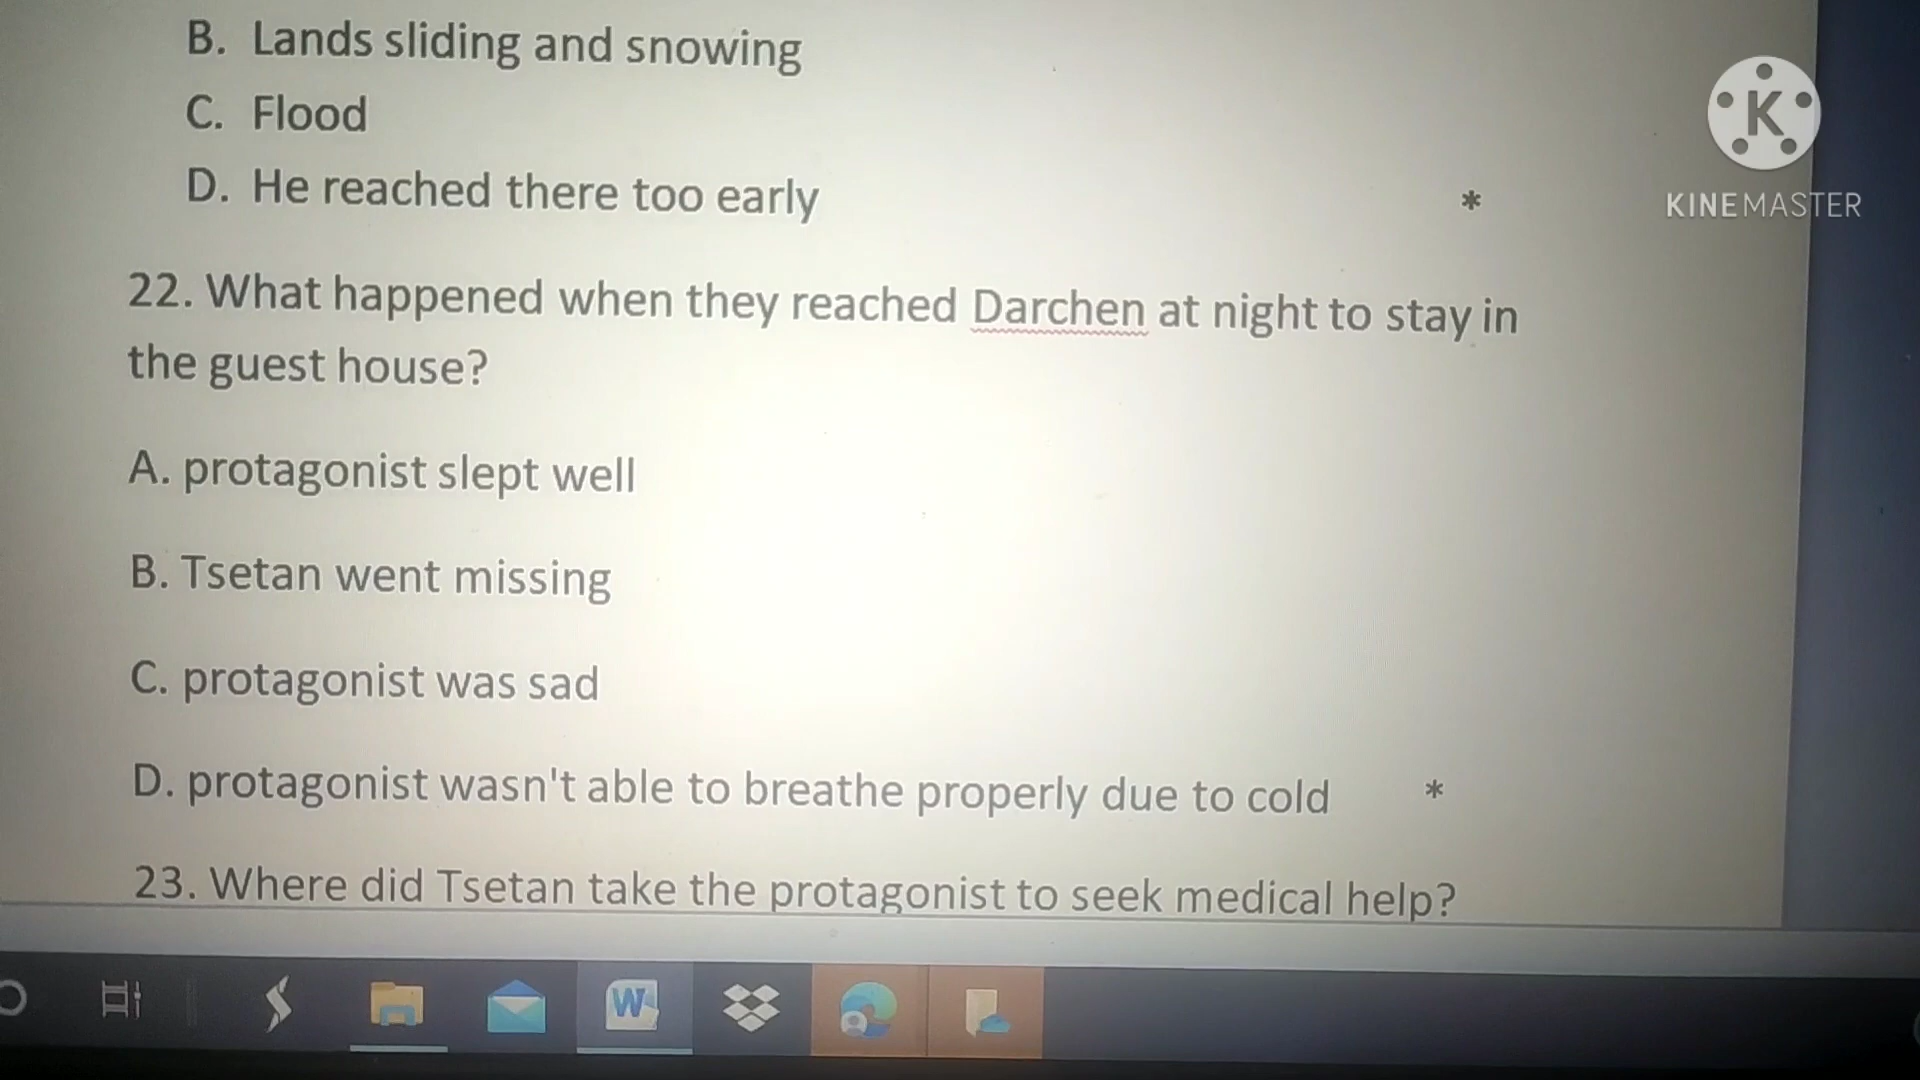 B. Lands sliding and snowing
C. Flood
D. He reached there too early *
K
KINEMASTER
22. What happened when they reached Darchen at night to stay in
the guest house?
A. protagonist slept well
B. Tsetan went missing
C. protagonist was sad
D. protagonist wasn't able to breathe properly due to cold *
23. Where did Tsetan take the protagonist to seek medical help?
W